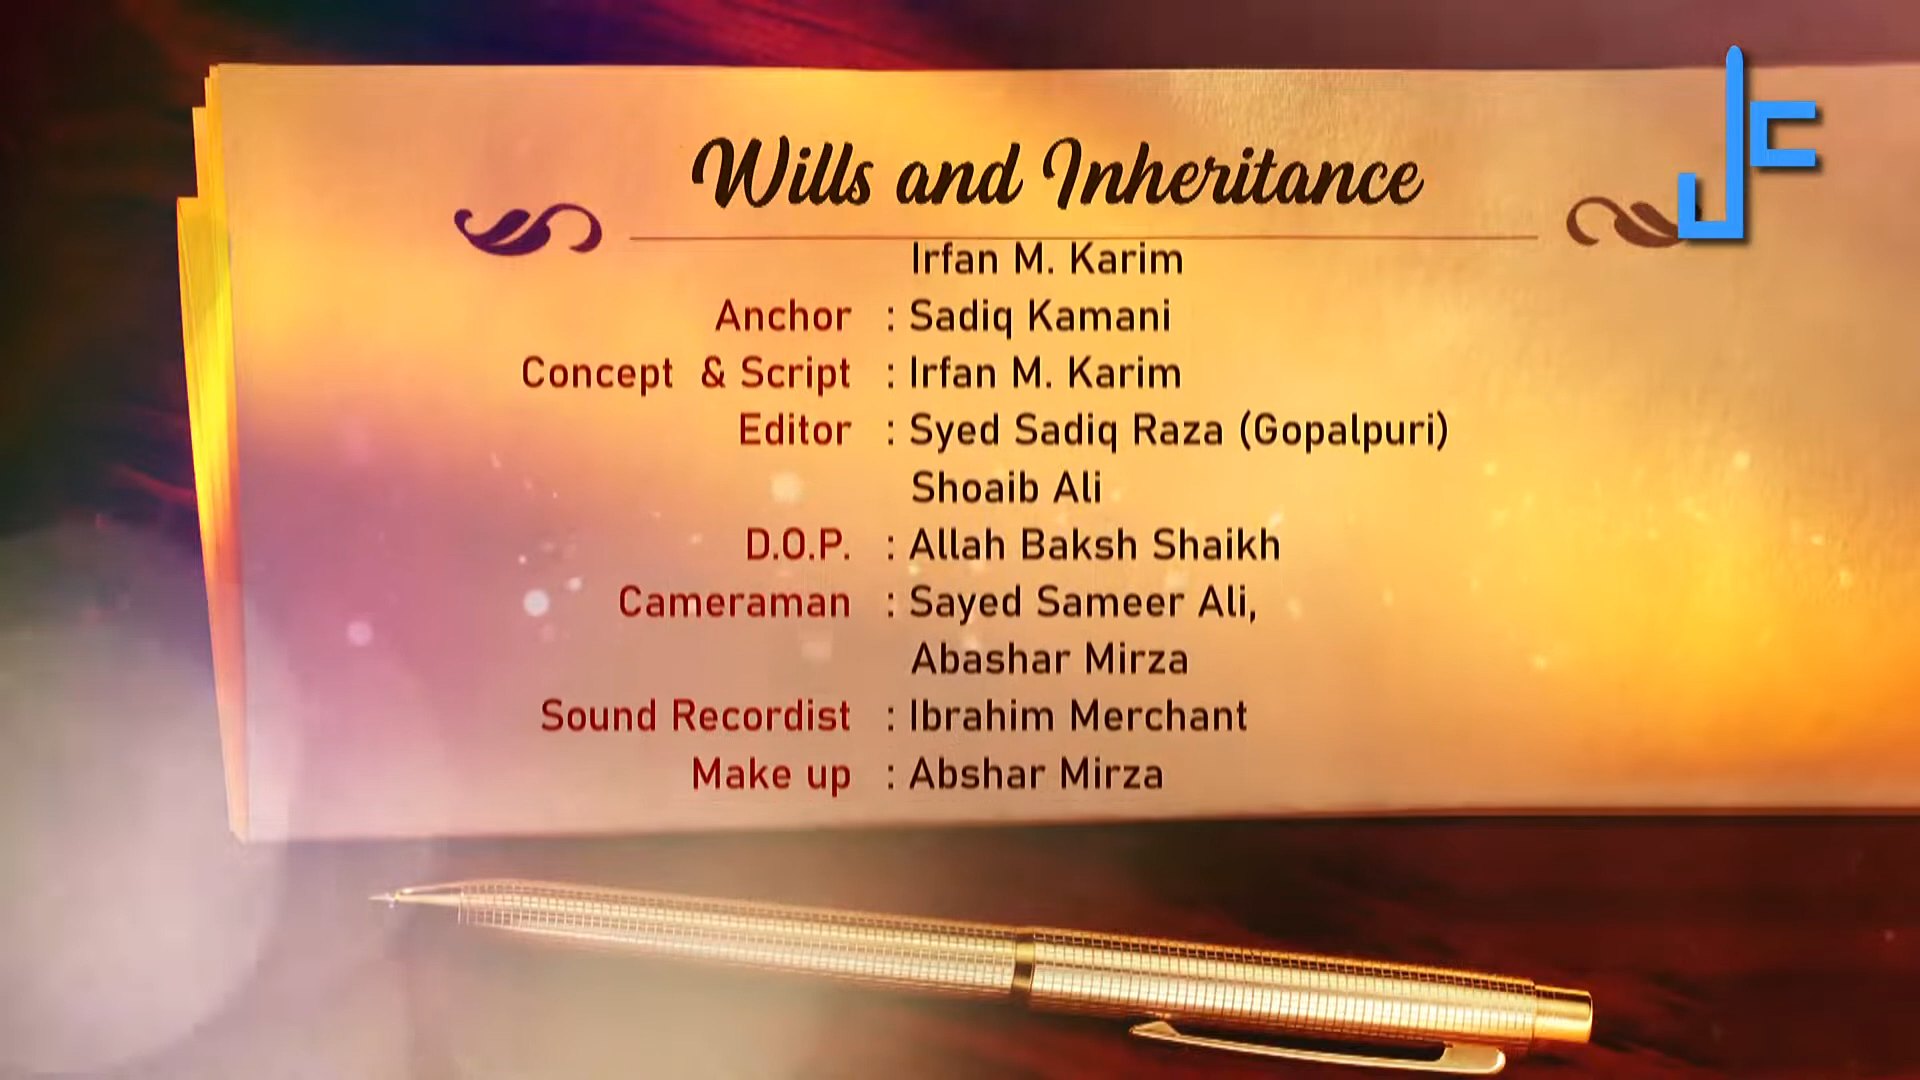 Wills and Inheritance
Irfan M. Karim
Anchor : Sadiq Kamani
Concept & Script : Irfan M. Karim
Editor : Syed Sadiq Raza (Gopalpuri)
Shoaib Ali
D.O.P. : Allah Baksh Shaikh
Cameraman : Sayed Sameer Ali,
Abashar Mirza
Sound Recordist : Ibrahim Merchant
Make up : Abshar Mirza